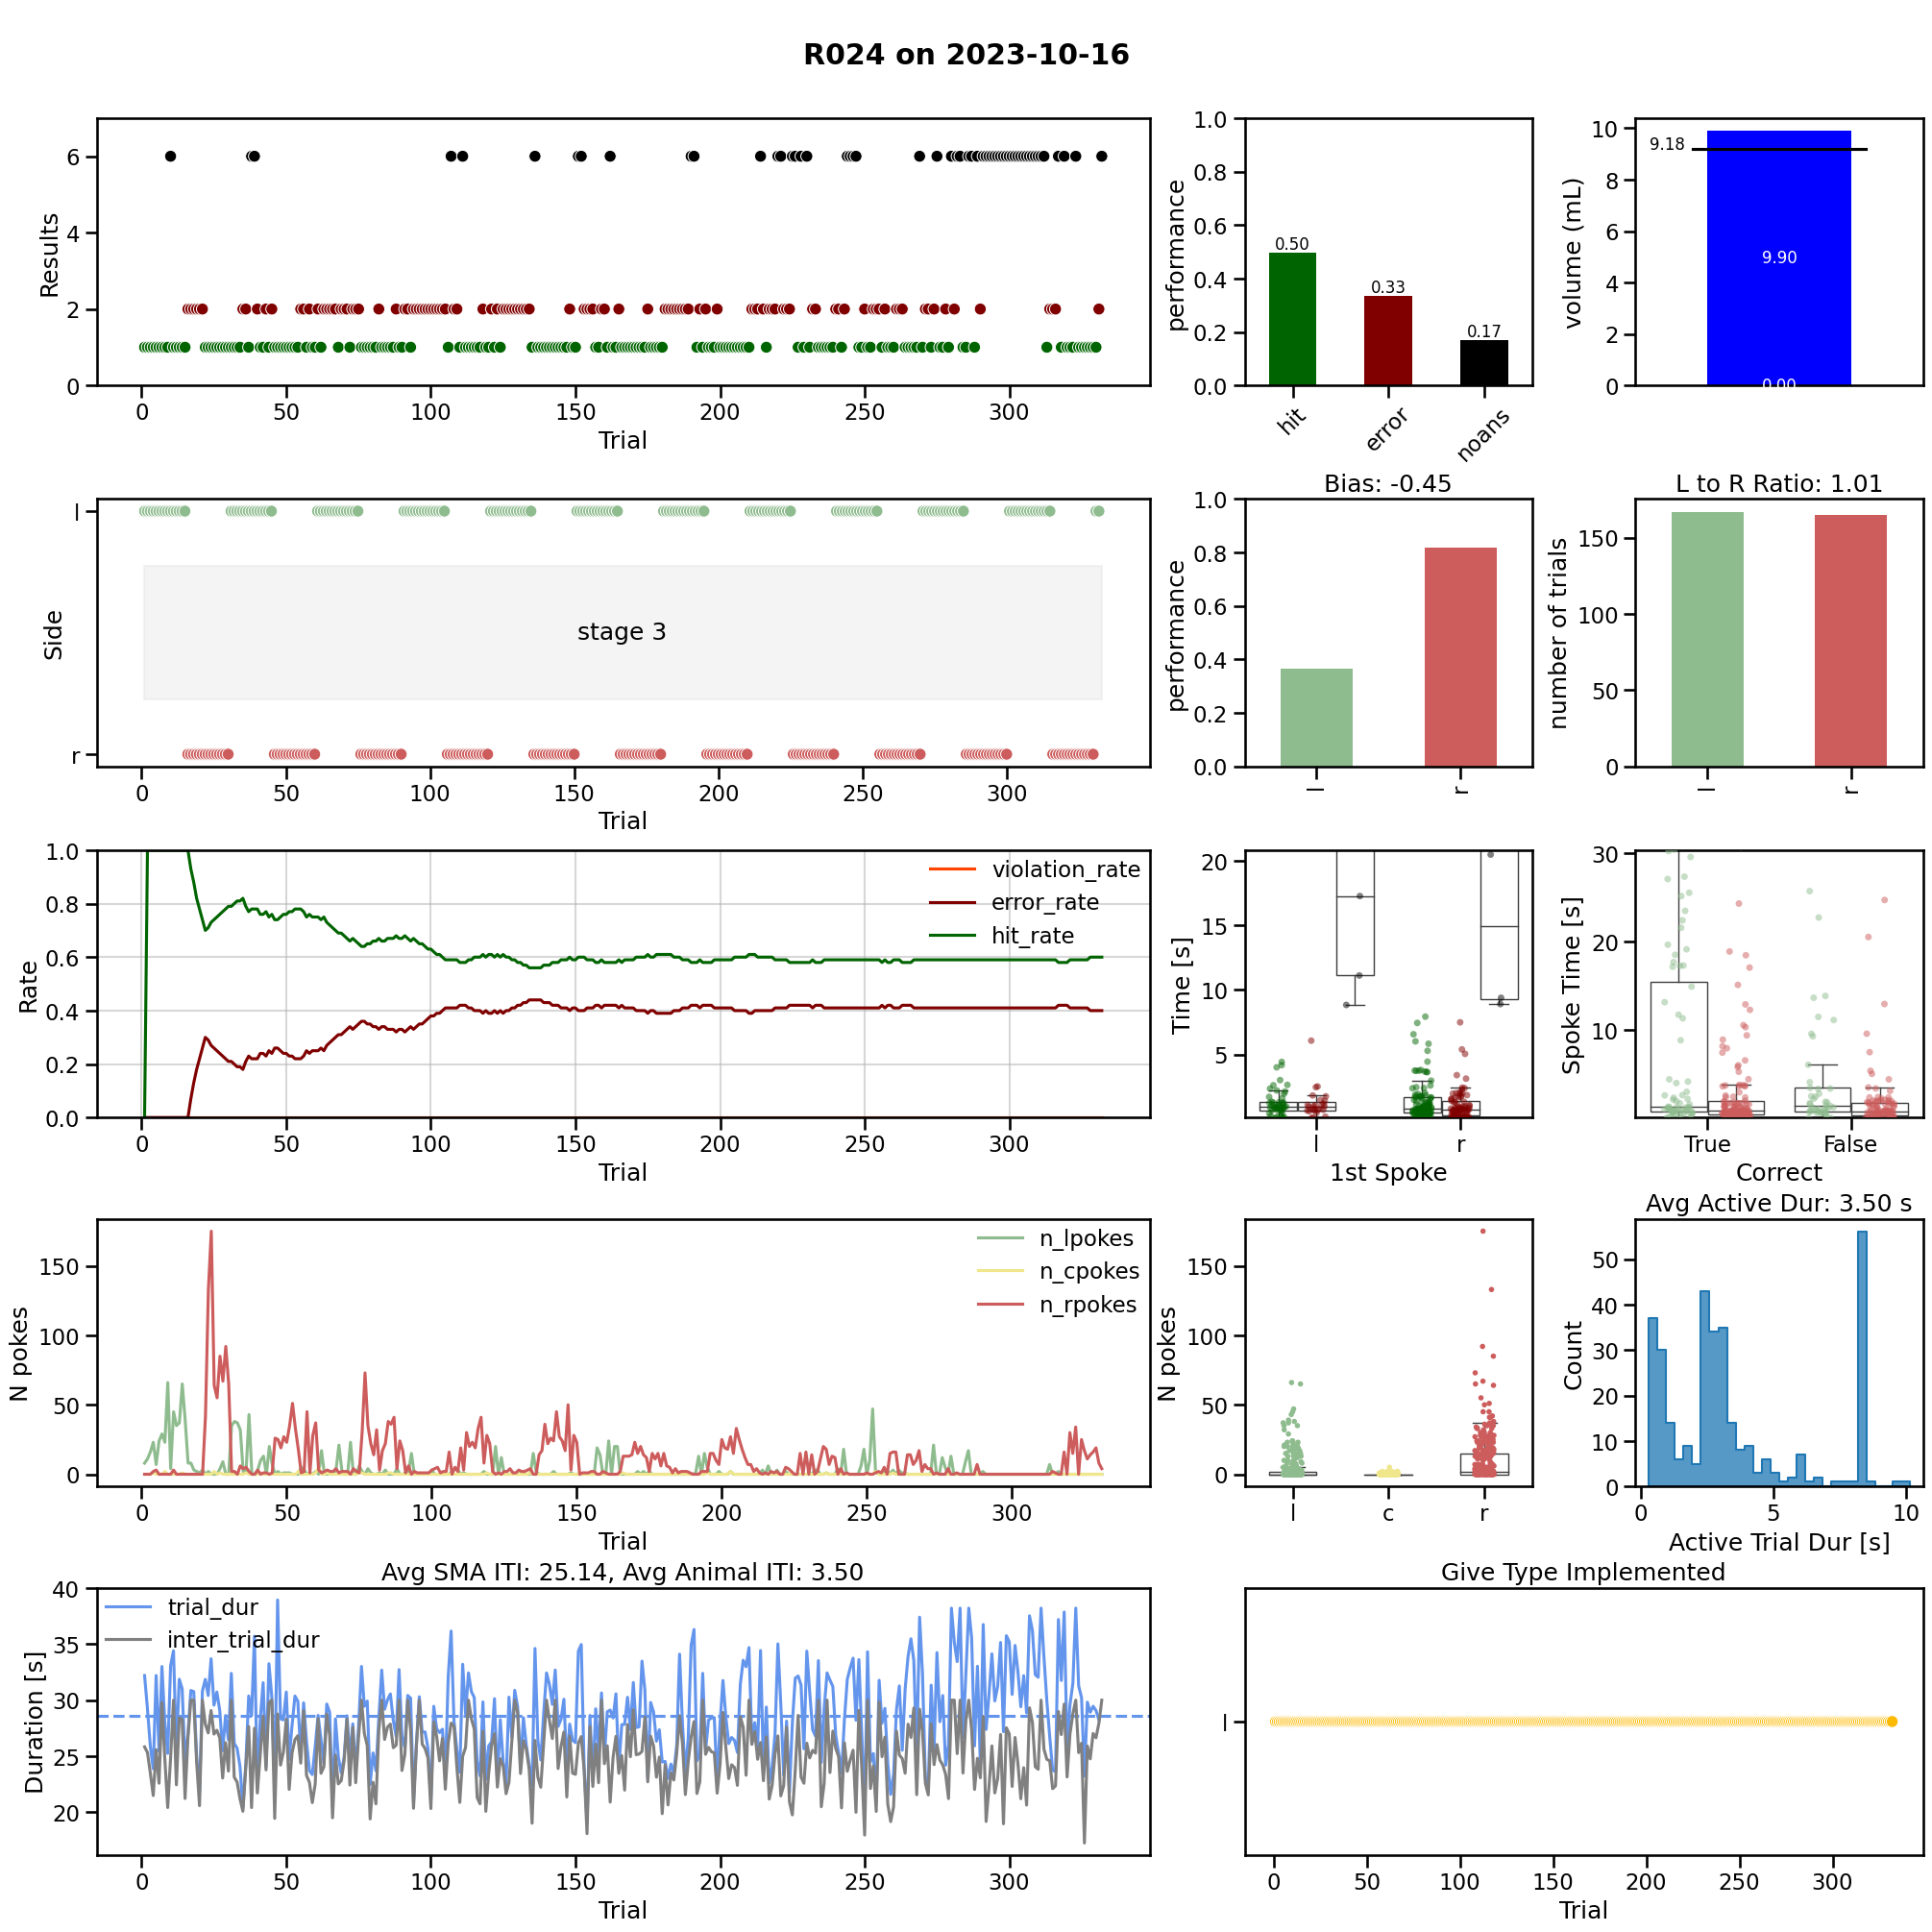 R024 on 2023-10-16
Results
6
4
2
0
0 50 100 150 200 250 300
Trial
performance
1.0
0.8
0.6
0.4
0.2
0.0
0.50
0.33
0.17
hit error noans
volume (mL)
10
8
6
4
2
0
9.18
9.90
0.00
Side
l
r
stage 3
0 50 100 150 200 250 300
Trial
Bias: -0.45
performance
1.0
0.8
0.6
0.4
0.2
0.0
l r
L to R Ratio: 1.01
number of trials
150
100
50
0
l r
Rate
1.0
0.8
0.6
0.4
0.2
0.0
violation_rate
error_rate
hit_rate
0 50 100 150 200 250 300
Trial
Time [s]
20
15
10
5
l r
1st Spoke
Spoke Time [s]
30
20
10
True False
Correct
N pokes
150
100
50
0
n_lpokes
n_cpokes
n_rpokes
0 50 100 150 200 250 300
Trial
N pokes
150
100
50
0
l c r
Avg Active Dur: 3.50 s
Count
50
40
30
20
10
0
0 5 10
Active Trial Dur [s]
Avg SMA ITI: 25.14, Avg Animal ITI: 3.50
Duration [s]
40
35
30
25
20
trial_dur
inter_trial_dur
0 50 100 150 200 250 300
Trial
Give Type Implemented
l
0 50 100 150 200 250 300
Trial